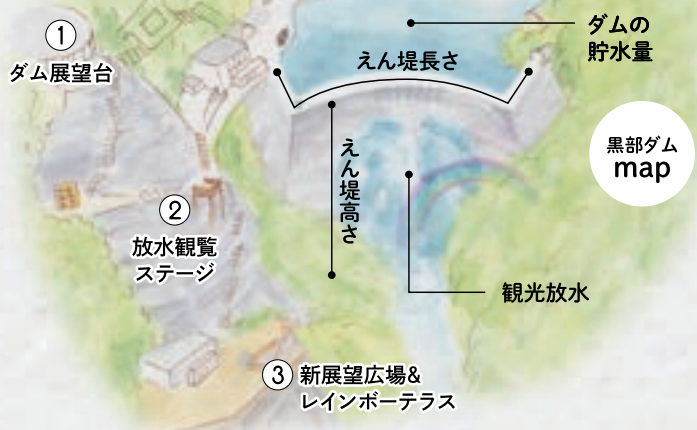 ①
ダム展望台
ダムの
貯水量
えん堤長さ
黒部ダム
map
えん堤高さ
②
放水観覧
ステージ
観光放水
③ 新展望広場&
レインボーテラス